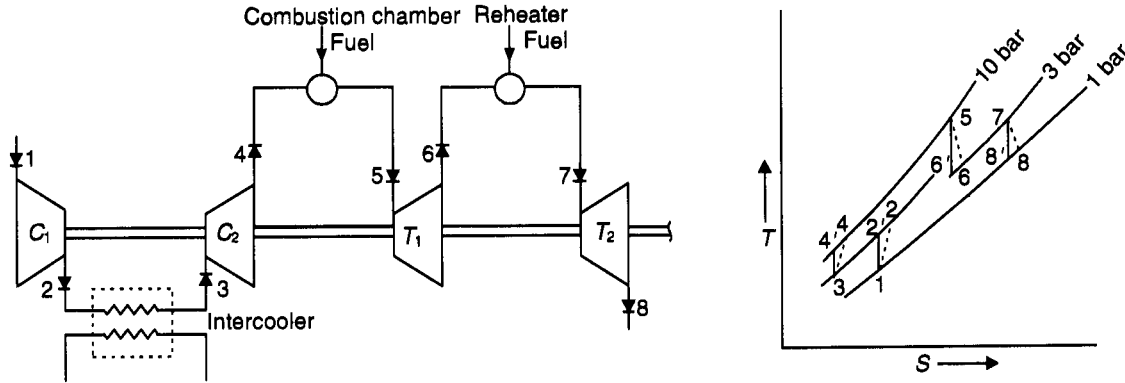 Combustion chamber
Fuel
Reheater
Fuel
1
C1
2
3
Intercooler
4
C2
5
T1
6
7
T2
8
10 bar
3 bar
1 bar
T
S
5
7
6′
6
8′
8
4′
4
2′
2
3
1